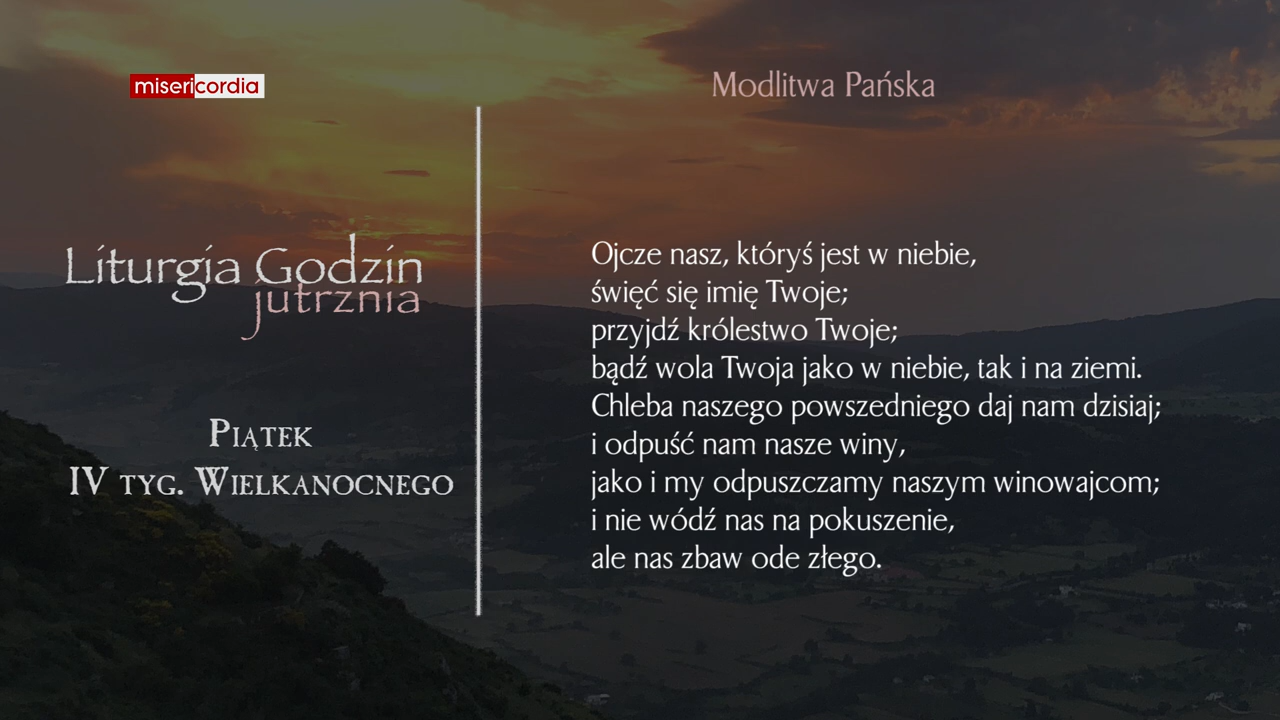 misericordia
Liturgia Godzin
jutrznia
Piątek
IV tyg. Wielkanocnego
Modlitwa Pańska
Ojcze nasz, któryś jest w niebie,
święć się imię Twoje;
przyjdź królestwo Twoje;
bądź wola Twoja jako w niebie, tak i na ziemi.
Chleba naszego powszedniego daj nam dzisiaj;
i odpuść nam nasze winy,
jako i my odpuszczamy naszym winowajcom;
i nie wódź nas na pokuszenie,
ale nas zbaw ode złego.